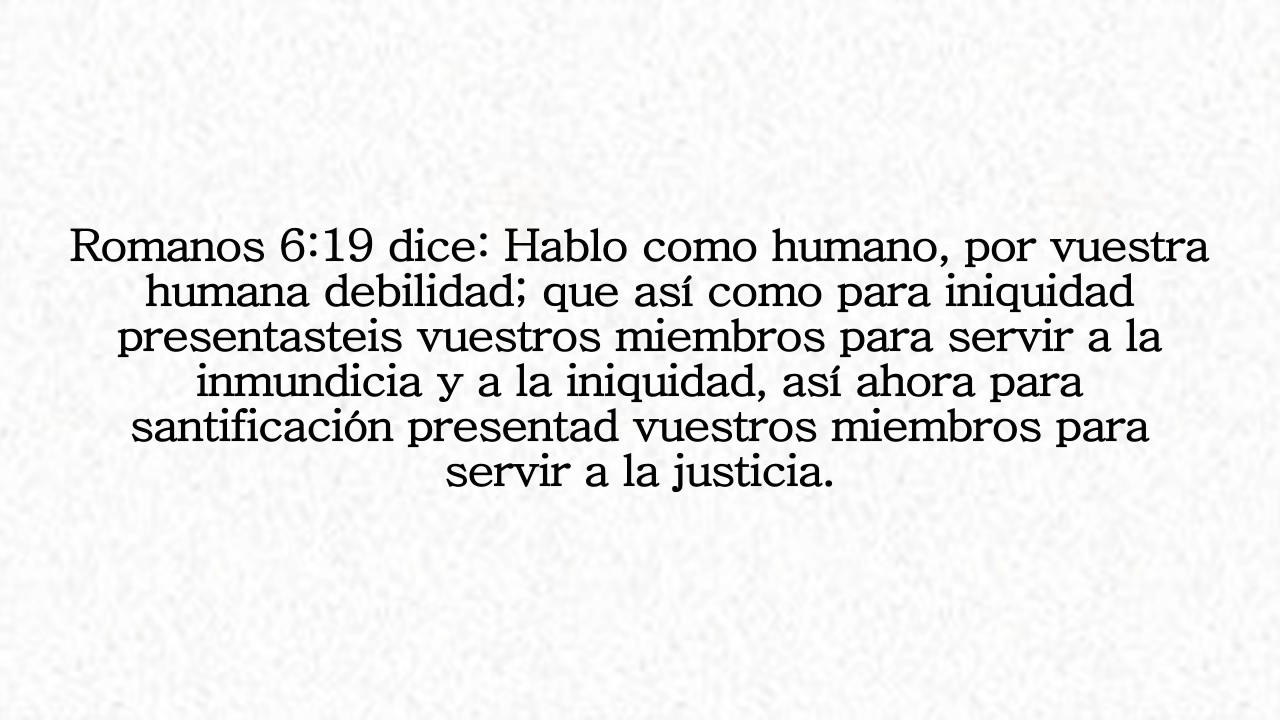 Romanos 6:19 dice: Hablo como humano, por vuestra
humana debilidad; que así como para iniquidad
presentasteis vuestros miembros para servir a la
inmundicia y a la iniquidad, así ahora para
santificación presentad vuestros miembros para
servir a la justicia.